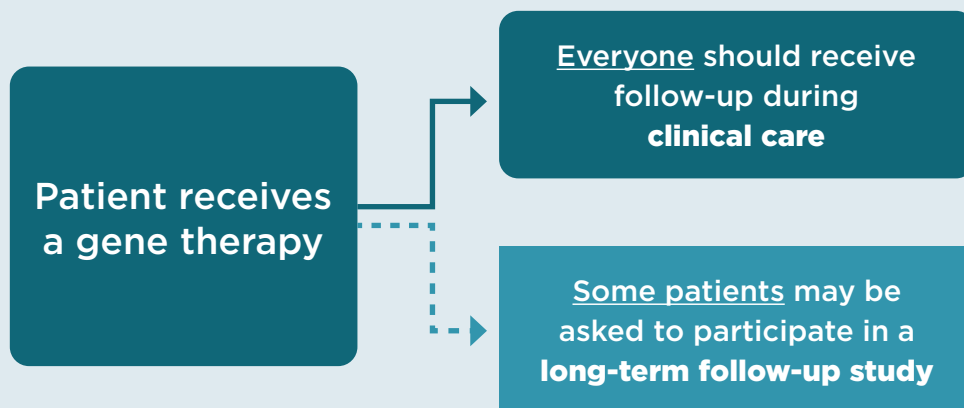 Patient receives
a gene therapy
Everyone should receive
follow-up during
clinical care
Some patients may be
asked to participate in a
long-term follow-up study